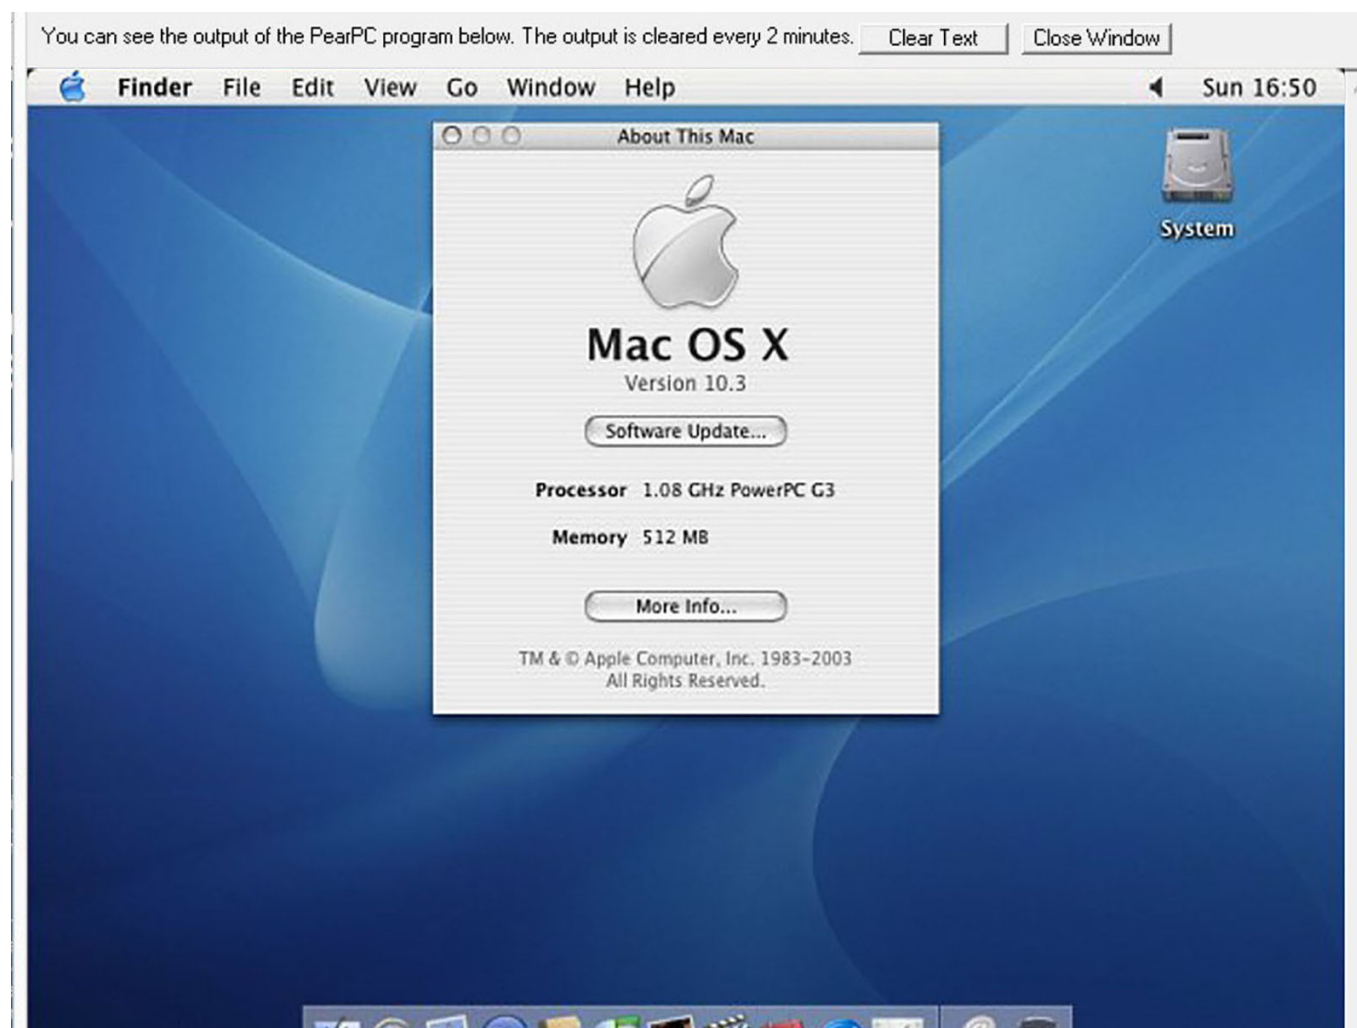 You can see the output of the PearPC program below. The output is cleared every 2 minutes. Clear Text Close Window
Finder File Edit View Go Window Help Sun 16:50
About This Mac
System
Mac OS X
Version 10.3
Software Update...
Processor 1.08 GHz PowerPC G3
Memory 512 MB
More Info...
TM & © Apple Computer, Inc. 1983-2003
All Rights Reserved.